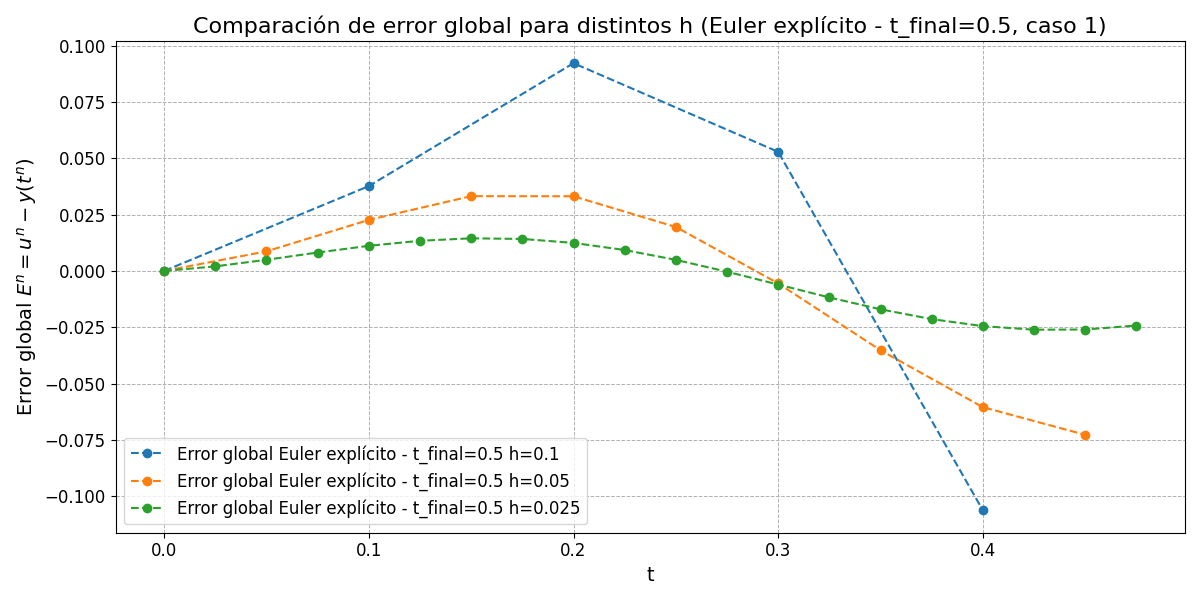 Comparación de error global para distintos h (Euler explícito - t_final=0.5, caso 1)
Error global $E^n = u^n - y(t^n)$
0.100
0.075
0.050
0.025
0.000
−0.025
−0.050
−0.075
−0.100
Error global Euler explícito - t_final=0.5 h=0.1
Error global Euler explícito - t_final=0.5 h=0.05
Error global Euler explícito - t_final=0.5 h=0.025
0.0 0.1 0.2 0.3 0.4
t